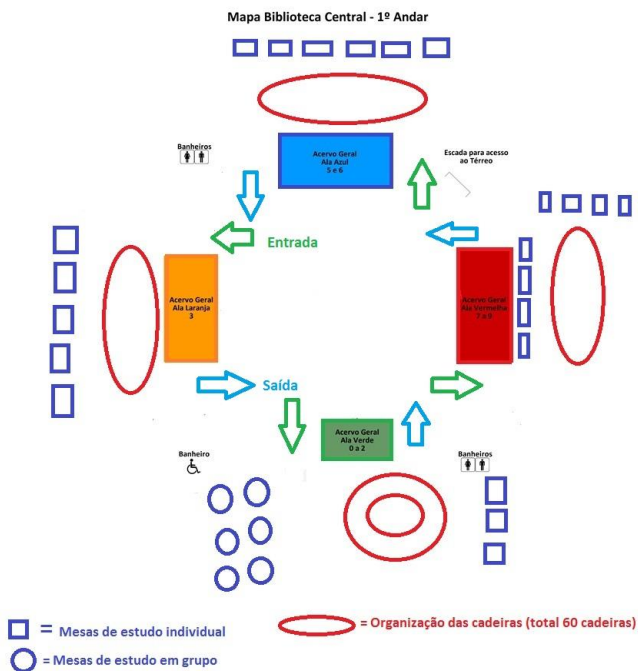 Mapa Biblioteca Central - 1º Andar
Banheiros
Acervo Geral
Ala Azul
5 e 6
Escada para acesso
ao Térreo
Entrada
Acervo Geral
Ala Laranja
3
Acervo Geral
Ala Vermelha
7 a 9
Saída
Acervo Geral
Ala Verde
0 a 2
Banheiro
Banheiros
= Mesas de estudo individual
= Organização das cadeiras (total 60 cadeiras)
= Mesas de estudo em grupo